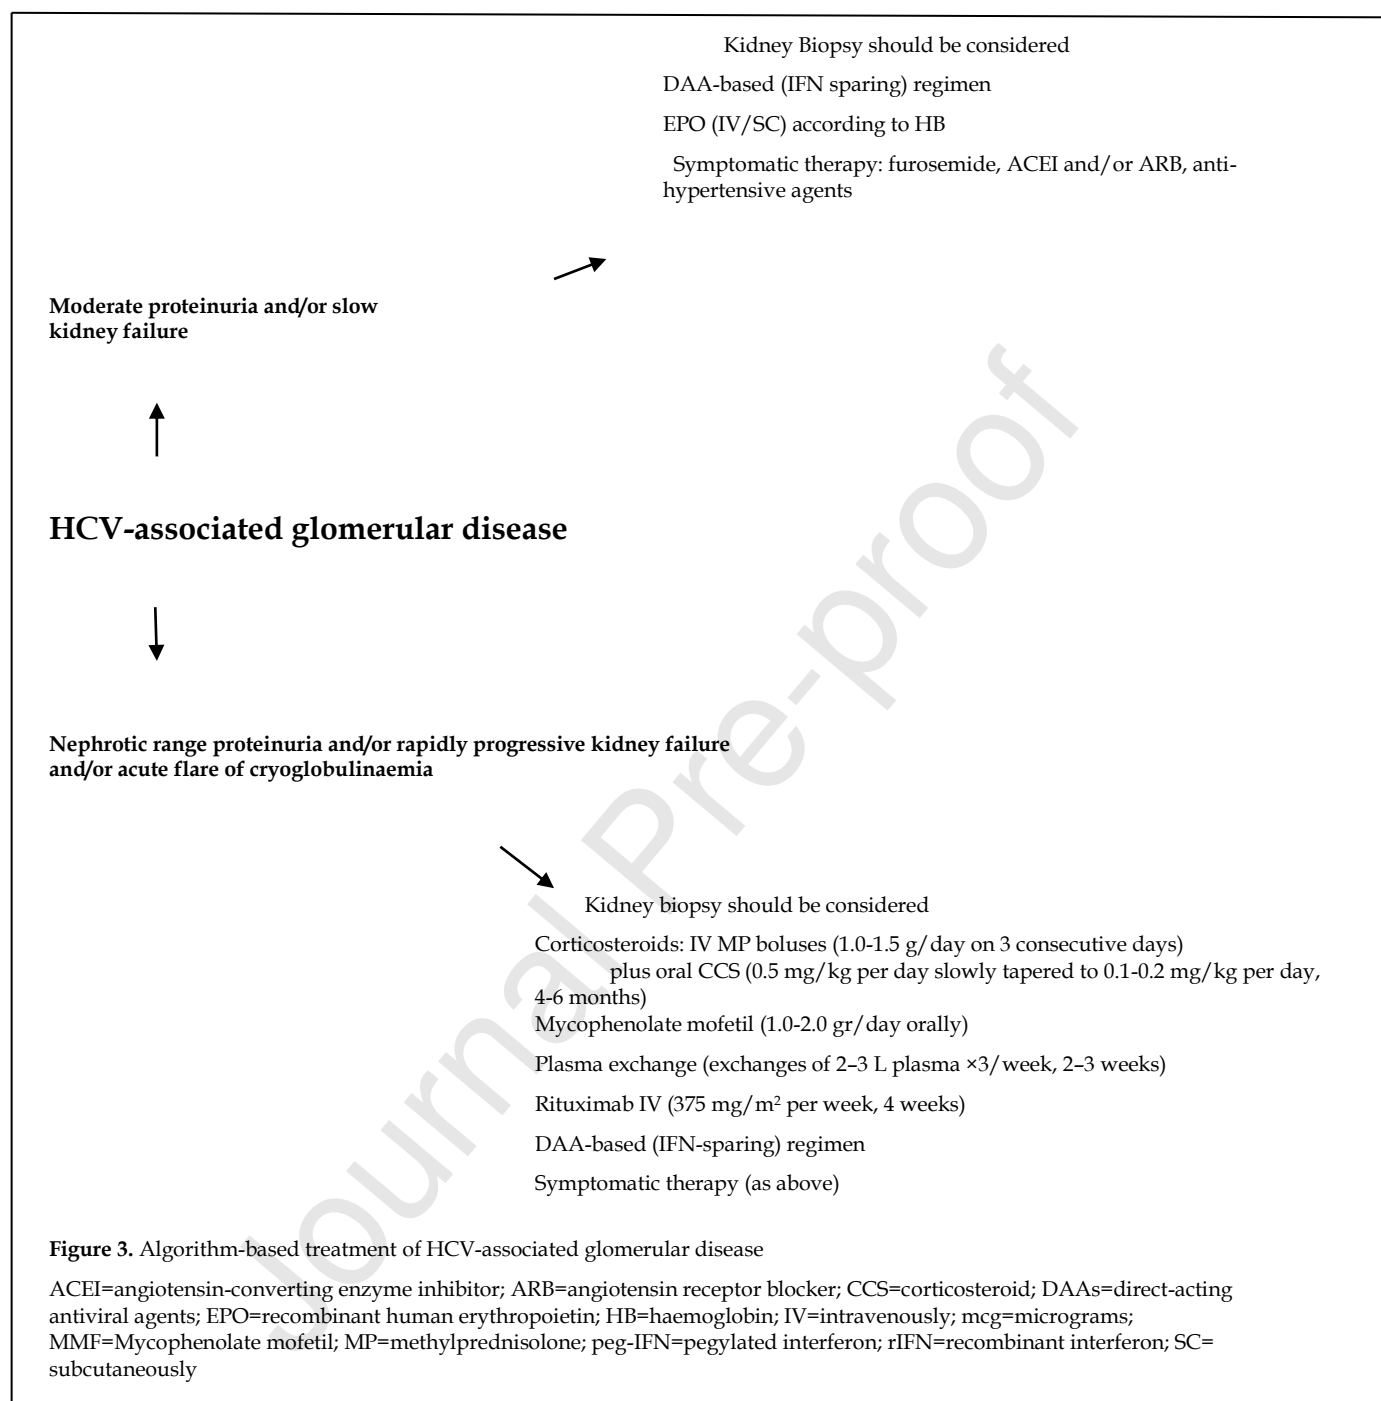 Kidney Biopsy should be considered
DAA-based (IFN sparing) regimen
EPO (IV/SC) according to HB
Symptomatic therapy: furosemide, ACEI and/or ARB, anti-
hypertensive agents
Moderate proteinuria and/or slow
kidney failure
HCV-associated glomerular disease
Nephrotic range proteinuria and/or rapidly progressive kidney failure
and/or acute flare of cryoglobulinaemia
Kidney biopsy should be considered
Corticosteroids: IV MP boluses (1.0-1.5 g/day on 3 consecutive days)
plus oral CCS (0.5 mg/kg per day slowly tapered to 0.1-0.2 mg/kg per day,
4-6 months)
Mycophenolate mofetil (1.0-2.0 gr/day orally)
Plasma exchange (exchanges of 2–3 L plasma ×3/week, 2–3 weeks)
Rituximab IV (375 mg/m² per week, 4 weeks)
DAA-based (IFN-sparing) regimen
Symptomatic therapy (as above)
Figure 3. Algorithm-based treatment of HCV-associated glomerular disease
ACEI=angiotensin-converting enzyme inhibitor; ARB=angiotensin receptor blocker; CCS=corticosteroid; DAAs=direct-acting
antiviral agents; EPO=recombinant human erythropoietin; HB=haemoglobin; IV=intravenously; mcg=micrograms;
MMF=Mycophenolate mofetil; MP=methylprednisolone; peg-IFN=pegylated interferon; rIFN=recombinant interferon; SC=
subcutaneously
Journal Pre-proof